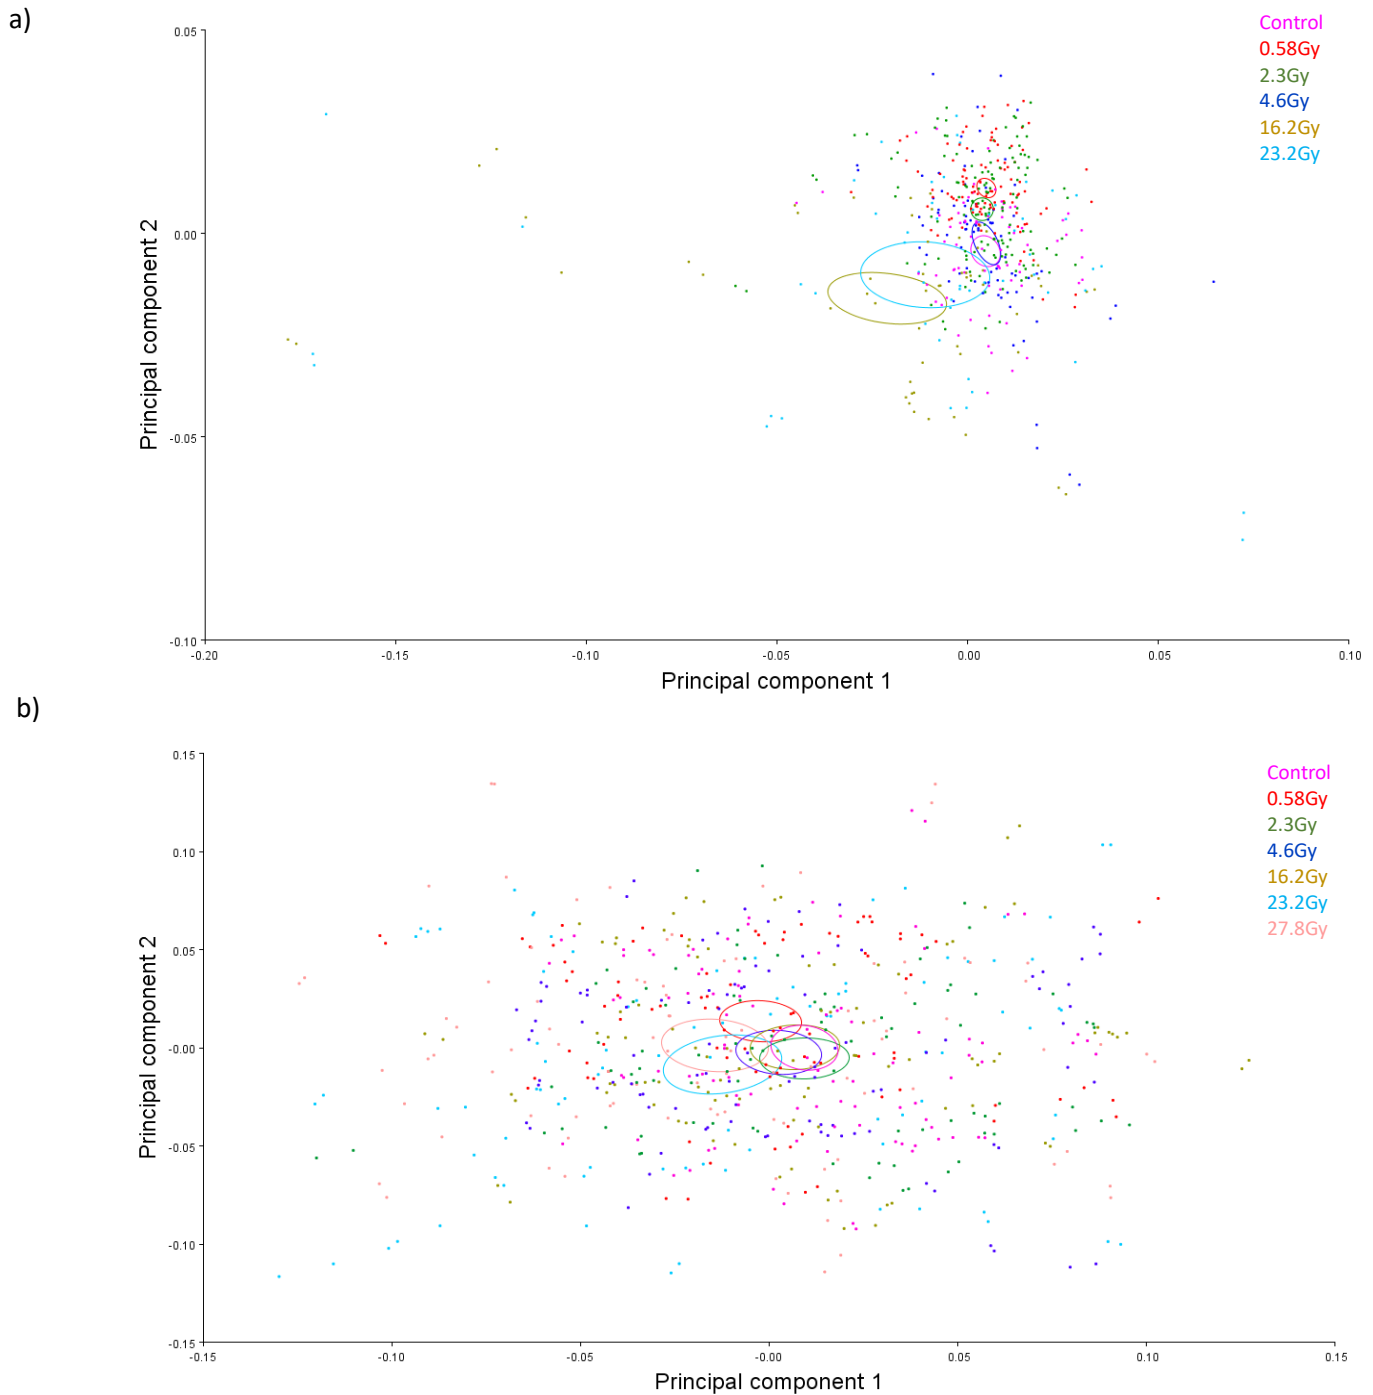 a)
Control
0.58Gy
2.3Gy
4.6Gy
16.2Gy
23.2Gy
0.05
0.00
-0.05
-0.10
Principal component 2
-0.20 -0.15 -0.10 -0.05 0.00 0.05 0.10
Principal component 1
b)
Control
0.58Gy
2.3Gy
4.6Gy
16.2Gy
23.2Gy
27.8Gy
0.15
0.10
0.05
-0.00
-0.05
-0.10
-0.15
Principal component 2
-0.15 -0.10 -0.05 -0.00 0.05 0.10 0.15
Principal component 1